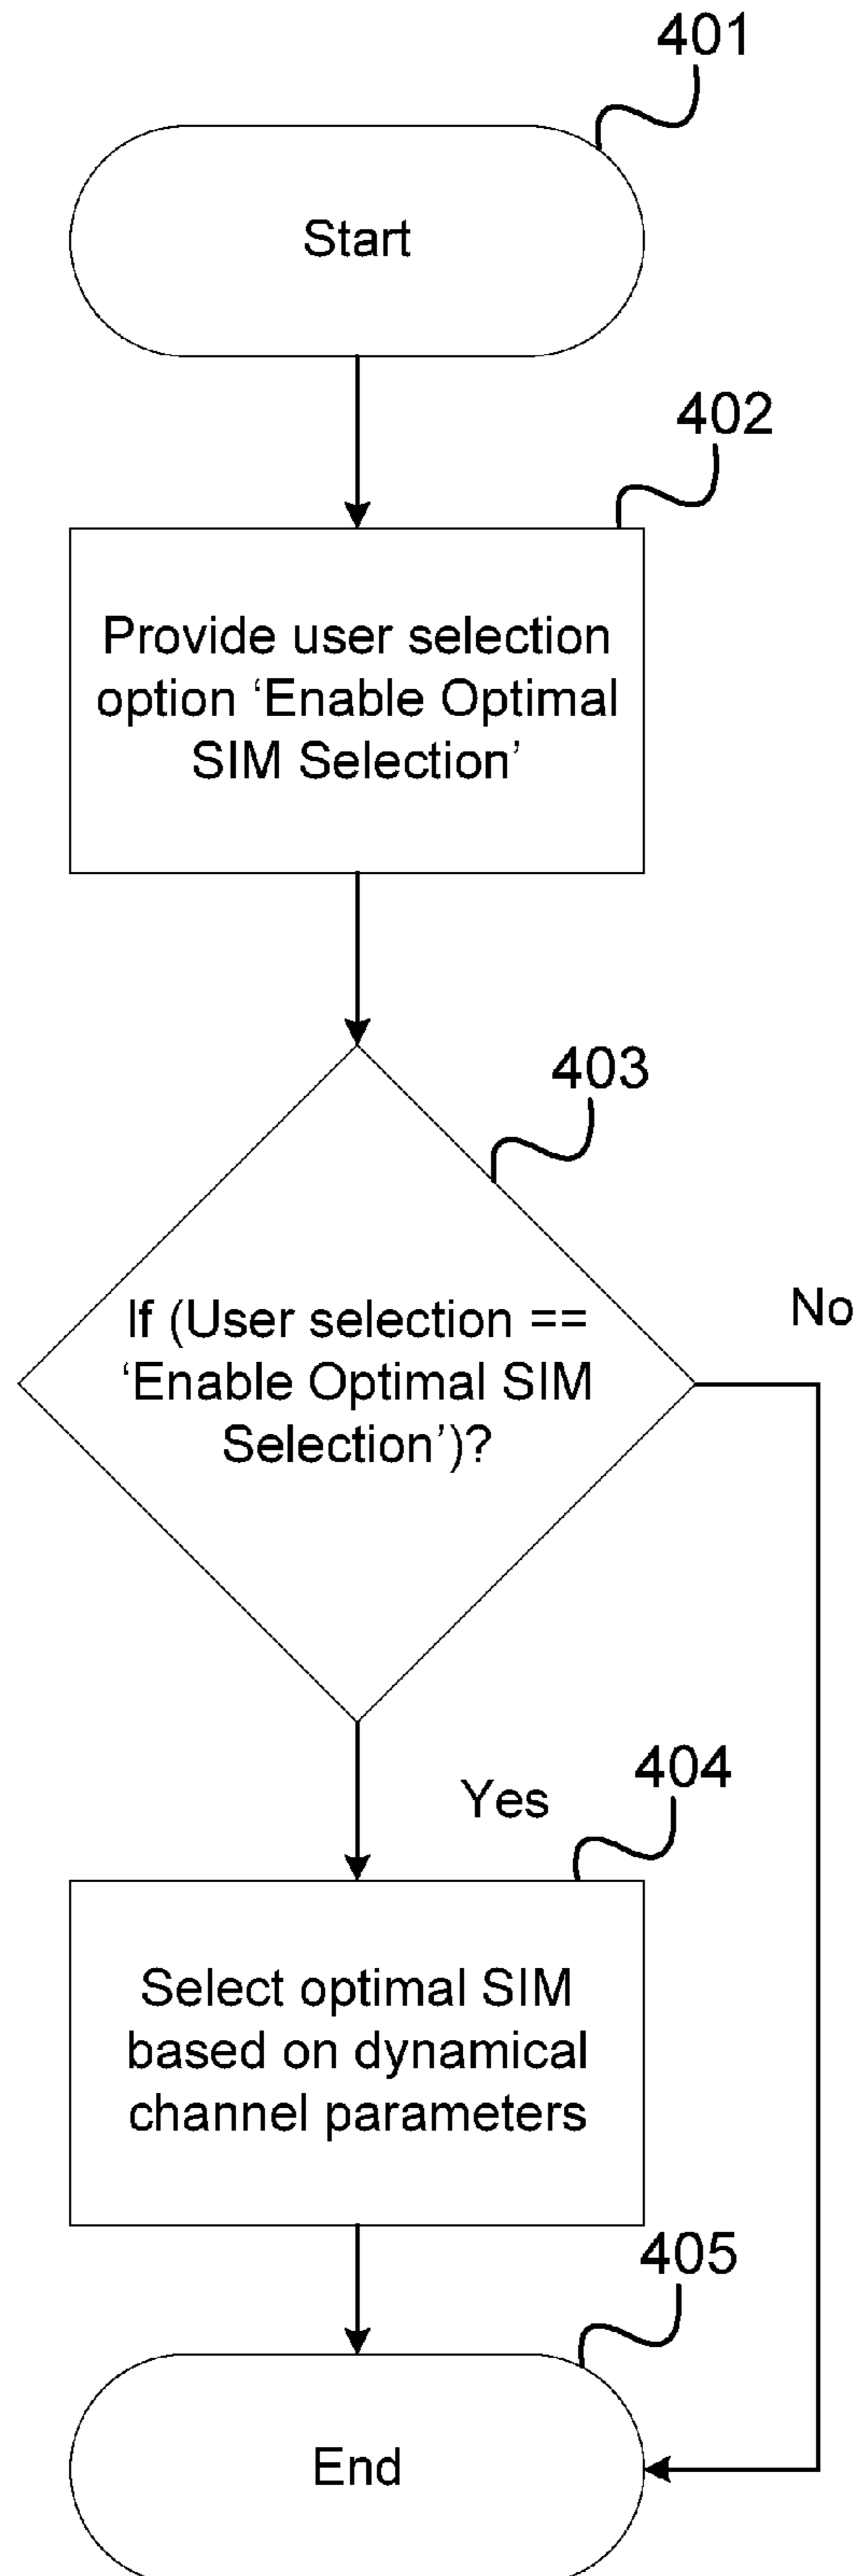 401
Start
402
Provide user selection
option ‘Enable Optimal
SIM Selection’
403
If (User selection ==
‘Enable Optimal SIM
Selection’)?
No
Yes
404
Select optimal SIM
based on dynamical
channel parameters
405
End